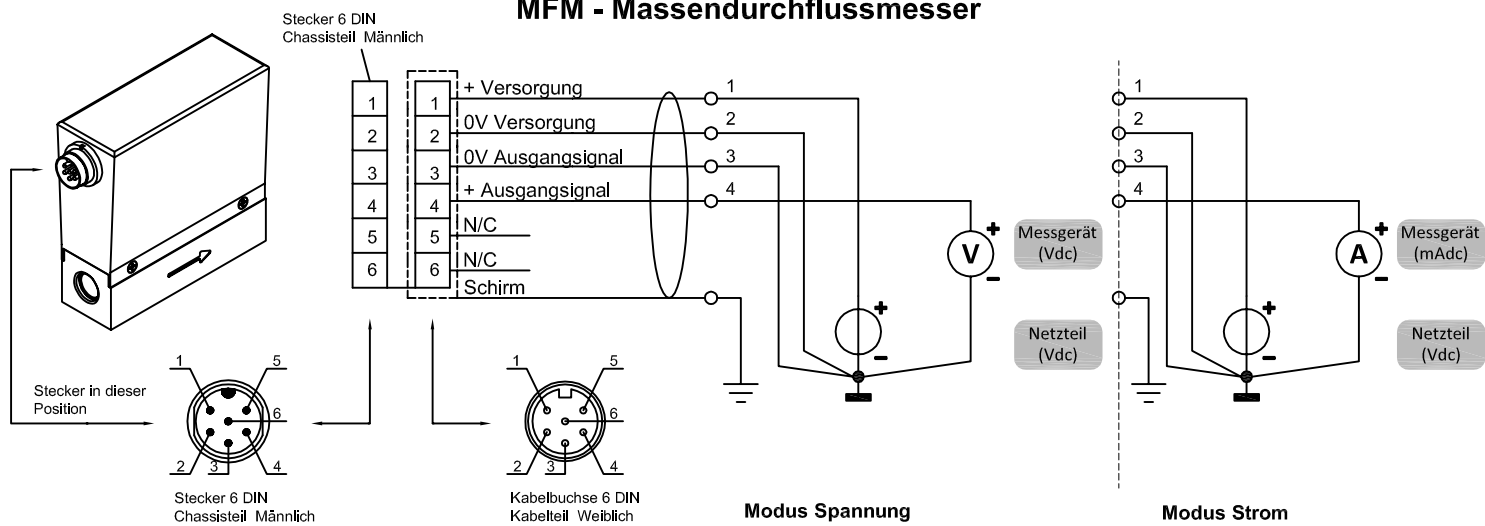 MFM - Massendurchflussmesser
Stecker 6 DIN
Chassisteil Männlich
1
2
3
4
5
6
1
2
3
4
5
6
+ Versorgung
0V Versorgung
0V Ausgangsignal
+ Ausgangsignal
N/C
N/C
Schirm
1
2
3
4
V
+
-
Messgerät
(Vdc)
+
-
Netzteil
(Vdc)
1
2
3
4
A
+
-
Messgerät
(mAdc)
+
-
Netzteil
(Vdc)
Stecker in dieser
Position
1
5
6
2
3
4
Stecker 6 DIN
Chassisteil Männlich
1
5
6
2
3
4
Kabelbuchse 6 DIN
Kabelteil Weiblich
Modus Spannung
Modus Strom